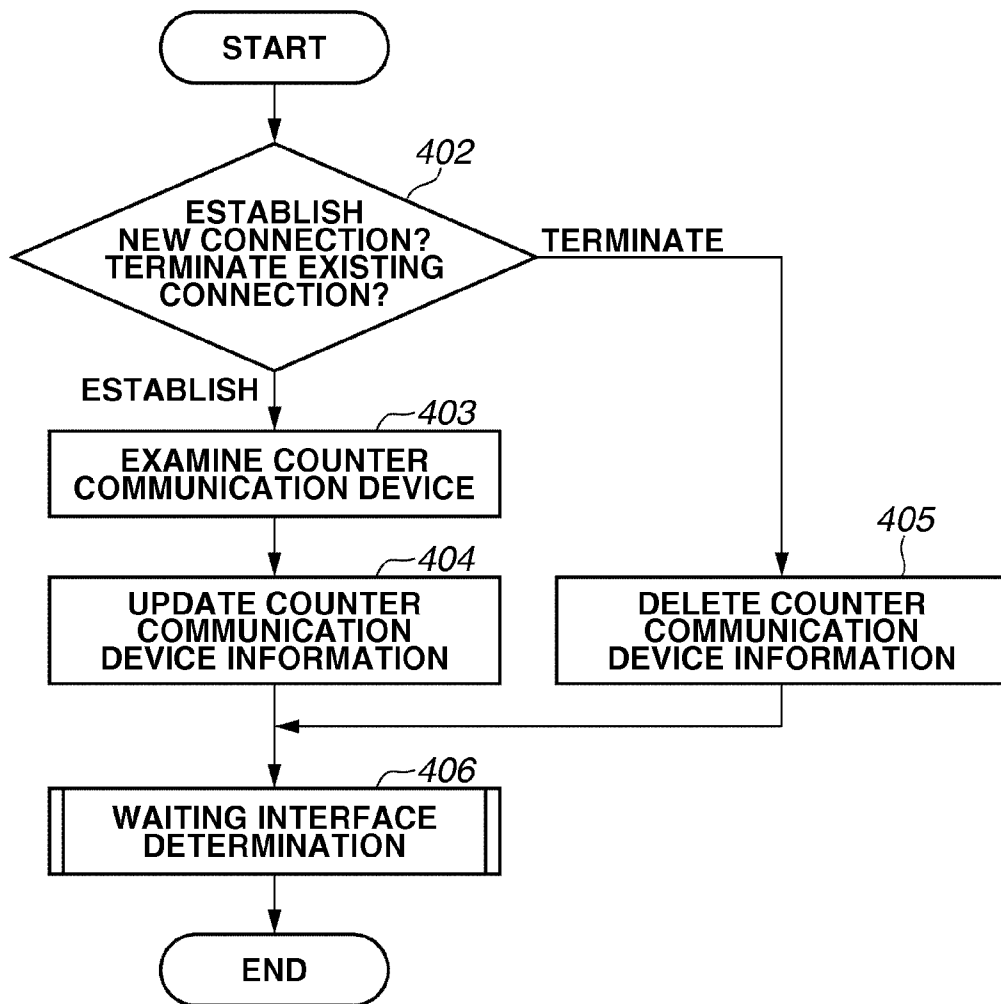 START
402
ESTABLISH
NEW CONNECTION?
TERMINATE EXISTING
CONNECTION?
TERMINATE
ESTABLISH
403
EXAMINE COUNTER
COMMUNICATION DEVICE
404
UPDATE COUNTER
COMMUNICATION
DEVICE INFORMATION
405
DELETE COUNTER
COMMUNICATION
DEVICE INFORMATION
406
WAITING INTERFACE
DETERMINATION
END